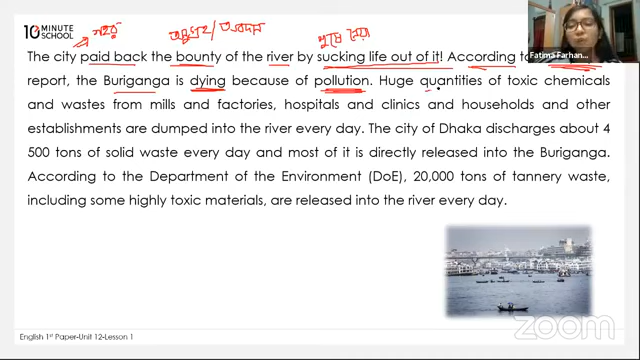 10 MINUTE SCHOOL
শহর
অনুগ্রহ/অবদান
শুষে নেয়া
The city paid back the bounty of the river by sucking life out of it! According to
Fatima Farhan...
report, the Buriganga is dying because of pollution. Huge quantities of toxic chemicals
and wastes from mills and factories, hospitals and clinics and households and other
establishments are dumped into the river every day. The city of Dhaka discharges about 4
500 tons of solid waste every day and most of it is directly released into the Buriganga.
According to the Department of the Environment (DoE), 20,000 tons of tannery waste,
including some highly toxic materials, are released into the river every day.
English 1st Paper-Unit 12-Lesson 1
zoom